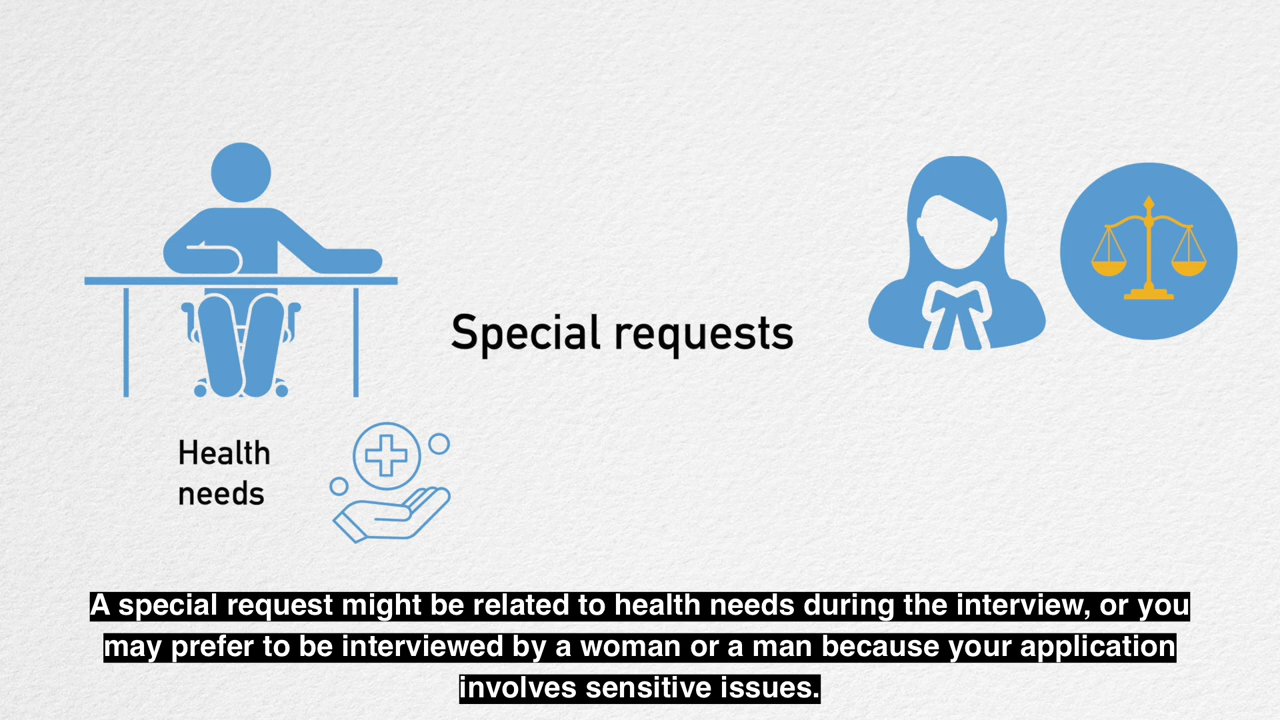 Special requests
Health
needs
A special request might be related to health needs during the interview, or you
may prefer to be interviewed by a woman or a man because your application
involves sensitive issues.